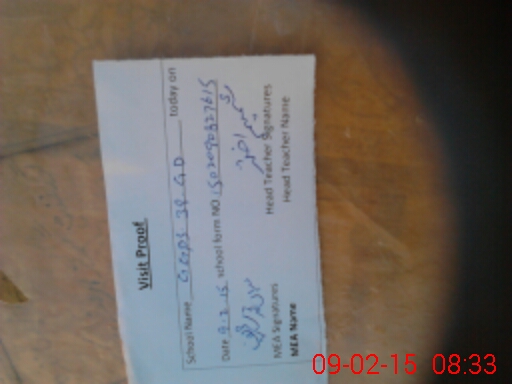 Visit Proof
School Name GGPS 38 GD today on
Date 9-2-15 school form NO
MEA Signatures Head Teacher Signatures
MEA Name Head Teacher Name
09-02-15 08:33